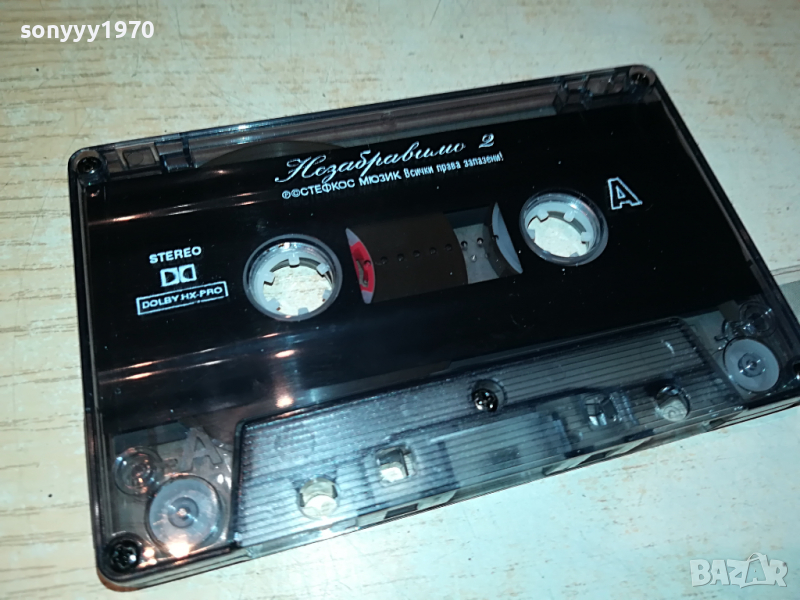 sonyyy1970
Незабравимо 2
℗©СТЕФКОС МЮЗИК Всички права запазени!
A
STEREO
DOLBY HX-PRO
A
BAZAR